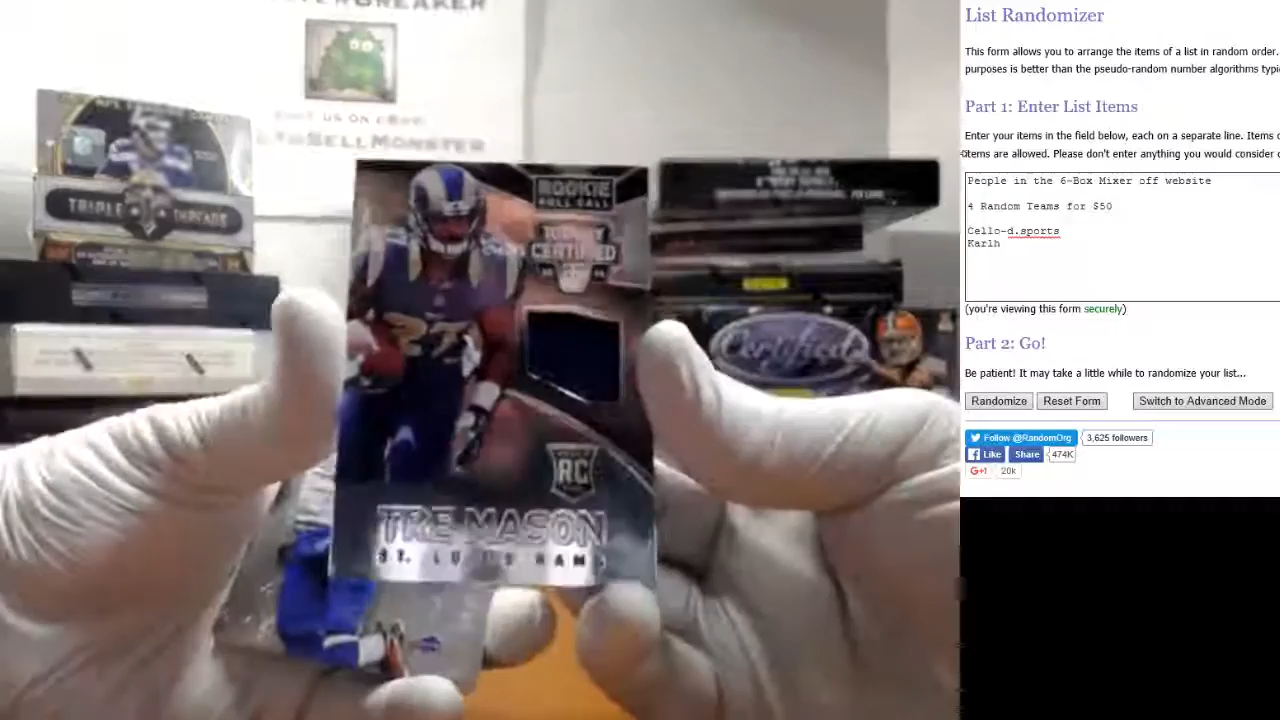 TRIPLE THREADS
ROOKIE
ROLL CALL
TOTALLY
CERTIFIED
27
RC
TRE MASON
ST. LOUIS RAMS
Certified
List Randomizer
This form allows you to arrange the items of a list in random order.
purposes is better than the pseudo-random number algorithms typi
Part 1: Enter List Items
Enter your items in the field below, each on a separate line. Items
items are allowed. Please don't enter anything you would consider
People in the 6-Box Mixer off website
4 Random Teams for $50
Cello-d.sports
Karlh
(you're viewing this form securely)
Part 2: Go!
Be patient! It may take a little while to randomize your list...
Randomize Reset Form Switch to Advanced Mode
Follow @RandomOrg 3,625 followers
Like Share 474K
G+1 20k